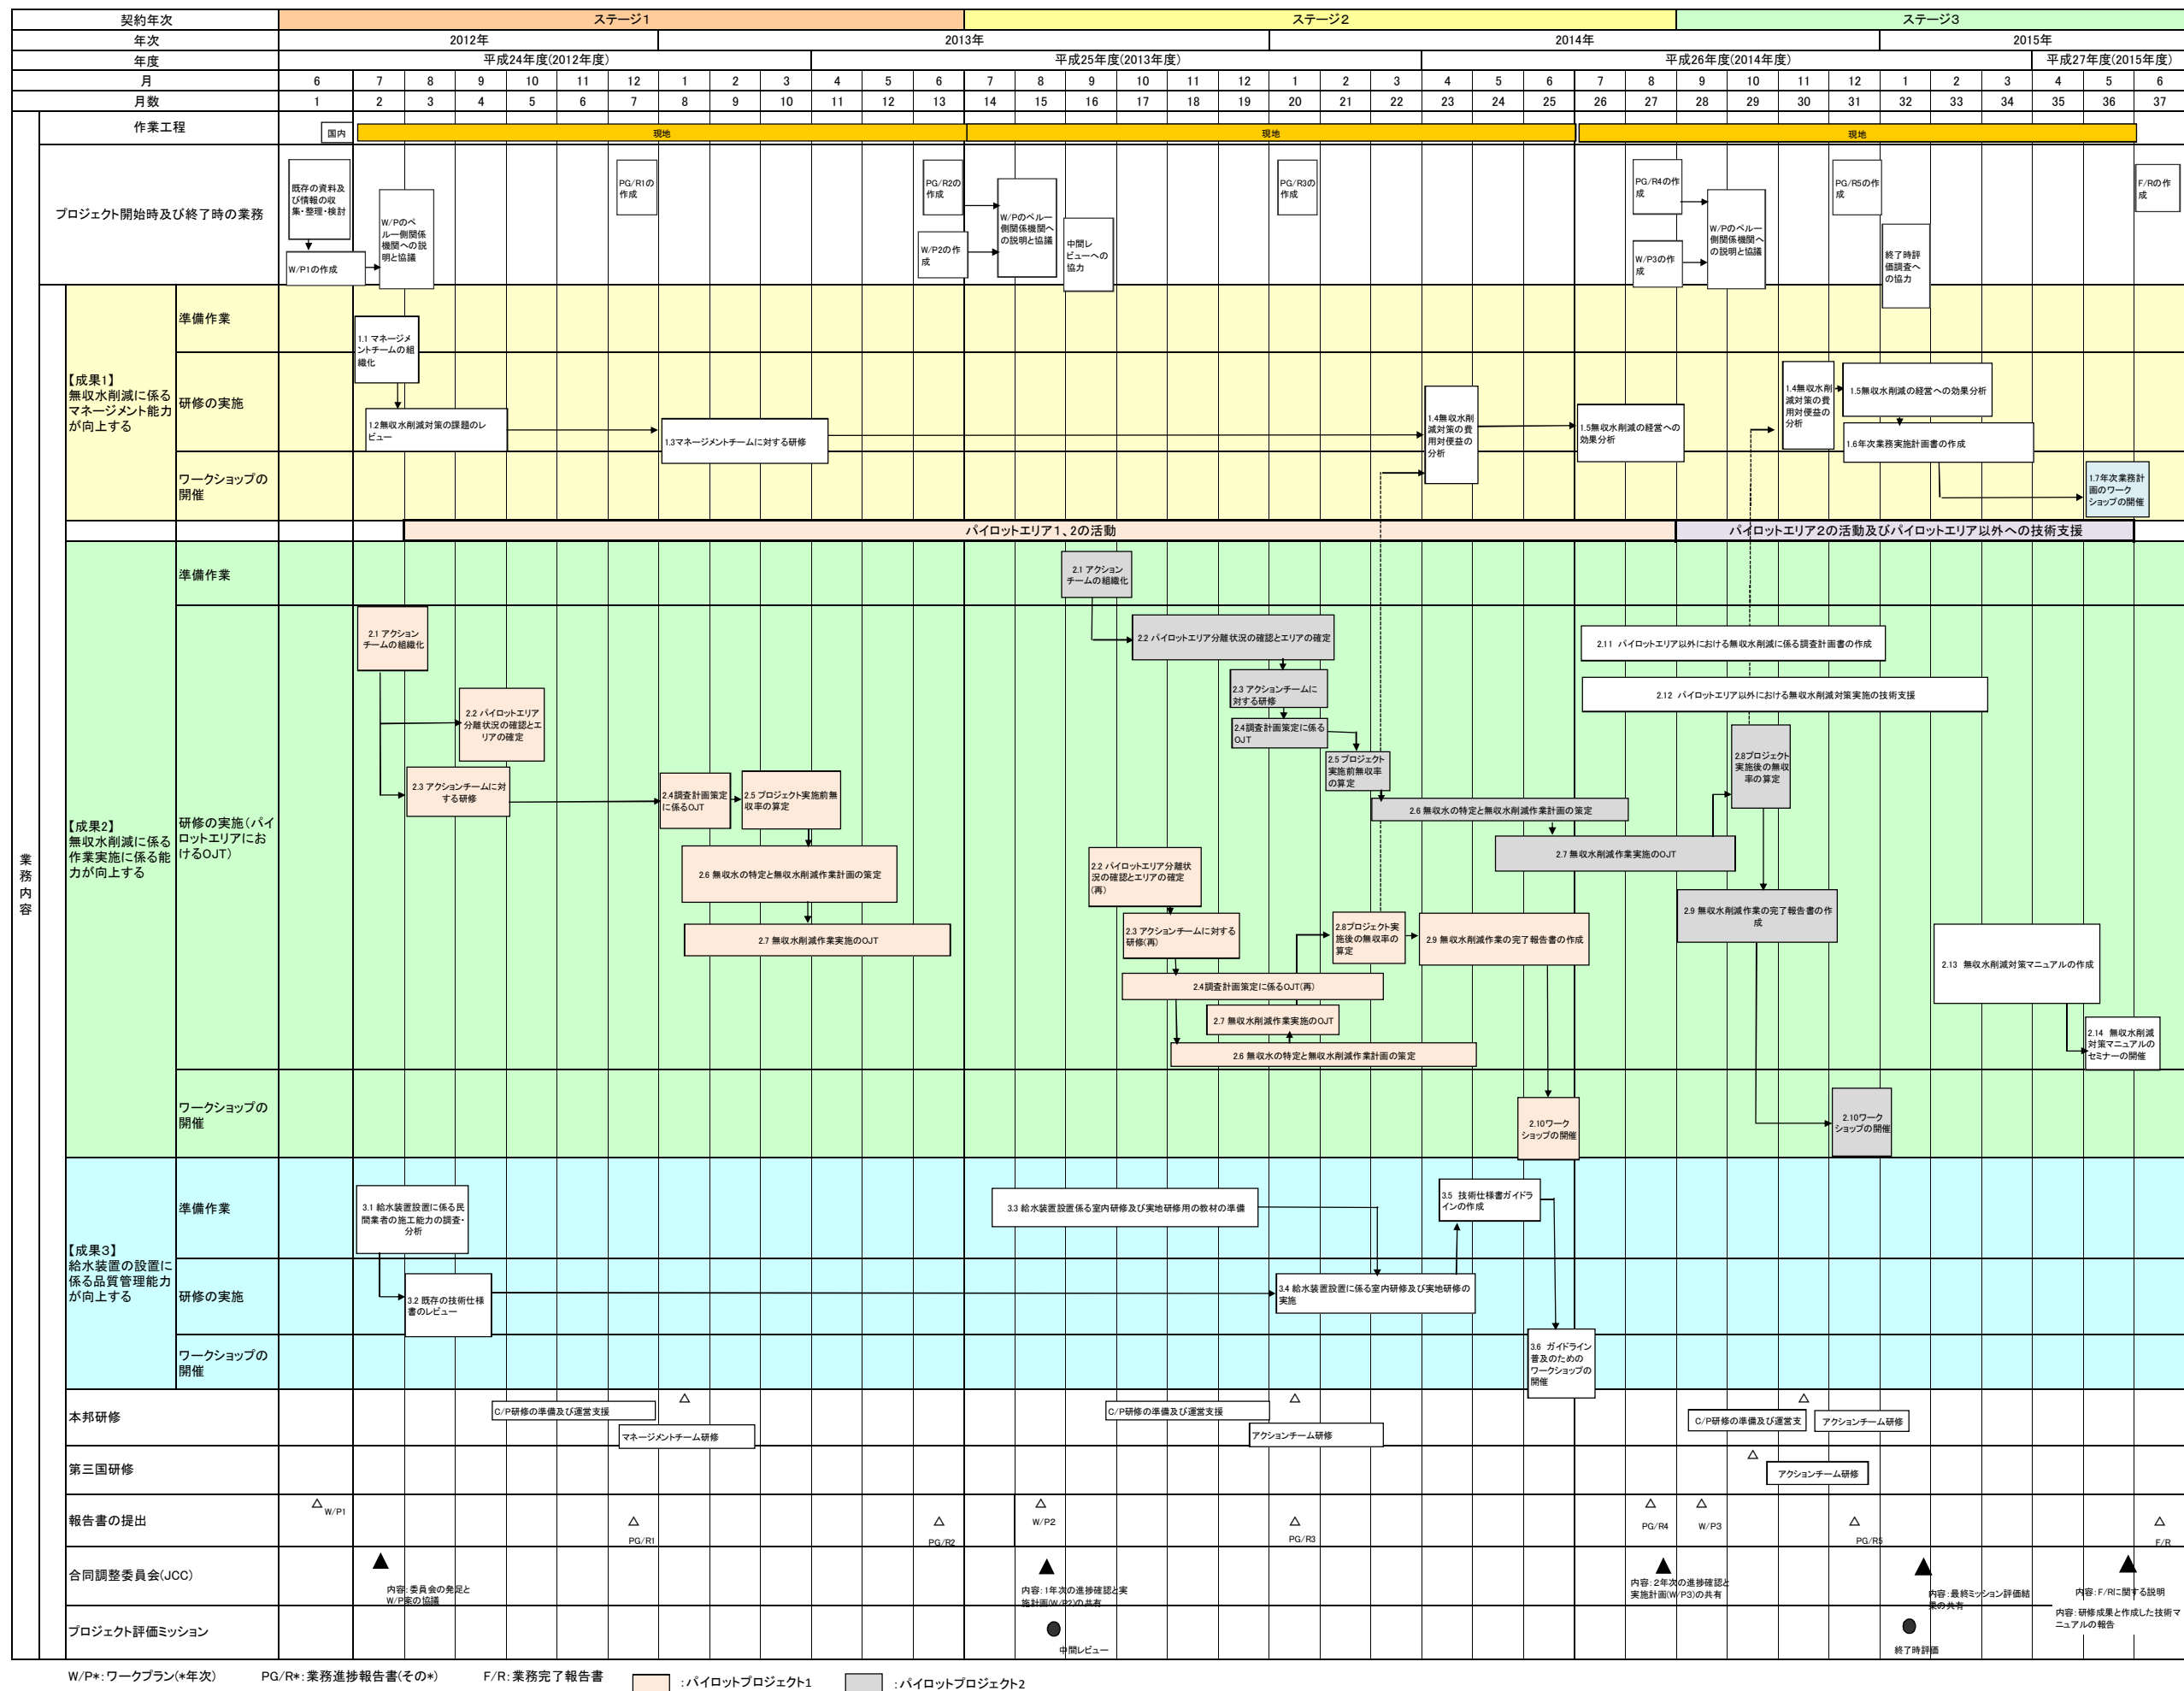 契約年次 ステージ1 ステージ2 ステージ3
年次 2012年 2013年 2014年 2015年
年度 平成24年度(2012年度) 平成25年度(2013年度) 平成26年度(2014年度) 平成27年度(2015年度)
月 6 7 8 9 10 11 12 1 2 3 4 5 6 7 8 9 10 11 12 1 2 3 4 5 6 7 8 9 10 11 12 1 2 3 4 5 6
月数 1 2 3 4 5 6 7 8 9 10 11 12 13 14 15 16 17 18 19 20 21 22 23 24 25 26 27 28 29 30 31 32 33 34 35 36 37
業務内容
作業工程
国内
現地
現地
現地
プロジェクト開始時及び終了時の業務
既存の資料及
び情報の収
集・整理・検討
W/P1の作成
W/Pのペ
ルー側関係
機関への説
明と協議
PG/R1の
作成
PG/R2の
作成
W/P2の作
成
W/Pのペルー
側関係機関へ
の説明と協議
中間レ
ビューへの
協力
PG/R3の
作成
PG/R4の作
成
W/P3の作
成
W/Pのペルー
側関係機関へ
の説明と協議
PG/R5の作
成
終了時評
価調査へ
の協力
F/Rの作
成
【成果1】
無収水削減に係る
マネージメント能力
が向上する
準備作業
研修の実施
ワークショップの
開催
1.1 マネージメ
ントチームの組
織化
1.2無収水削減対策の課題のレ
ビュー
1.3マネージメントチームに対する研修
1.4無収水削
減対策の費
用対便益の
分析
1.5無収水削減の経営への
効果分析
1.4無収水削
減対策の費
用対便益の
分析
1.5無収水削減の経営への効果分析
1.6年次業務実施計画書の作成
1.7年次業務計
画のワーク
ショップの開催
パイロットエリア1、2の活動
パイロットエリア2の活動及びパイロットエリア以外への技術支援
【成果2】
無収水削減に係る
作業実施に係る能
力が向上する
準備作業
研修の実施(パイ
ロットエリアにお
けるOJT)
ワークショップの
開催
2.1 アクション
チームの組織化
2.1 アクション
チームの組織化
2.2 パイロットエリア
分離状況の確認とエ
リアの確定
2.3 アクションチームに対
する研修
2.4調査計画策定
に係るOJT
2.5 プロジェクト実施前無
収率の算定
2.6 無収水の特定と無収水削減作業計画の策定
2.7 無収水削減作業実施のOJT
2.2 パイロットエリア分離状況の確認とエリアの確定
2.3 アクションチームに
対する研修
2.4調査計画策定に係る
OJT
2.5 プロジェクト
実施前無収率
の算定
2.6 無収水の特定と無収水削減作業計画の策定
2.7 無収水削減作業実施のOJT
2.2 パイロットエリア分離状
況の確認とエリアの確定
(再)
2.3 アクションチームに対する
研修(再)
2.4調査計画策定に係るOJT(再)
2.7 無収水削減作業実施のOJT
2.6 無収水の特定と無収水削減作業計画の策定
2.8プロジェクト実
施後の無収率の
算定
2.9 無収水削減作業の完了報告書の作成
2.10ワーク
ショップの開催
2.11 パイロットエリア以外における無収水削減に係る調査計画書の作成
2.12 パイロットエリア以外における無収水削減対策実施の技術支援
2.8プロジェクト
実施後の無収
率の算定
2.9 無収水削減作業の完了報告書の作
成
2.10ワーク
ショップの開催
2.13 無収水削減対策マニュアルの作成
2.14 無収水削減
対策マニュアルの
セミナーの開催
【成果3】
給水装置の設置に
係る品質管理能力
が向上する
準備作業
研修の実施
ワークショップの
開催
3.1 給水装置設置に係る民
間業者の施工能力の調査・
分析
3.2 既存の技術仕様
書のレビュー
3.3 給水装置設置係る室内研修及び実地研修用の教材の準備
3.4 給水装置設置に係る室内研修及び実地研修の
実施
3.5 技術仕様書ガイドラ
インの作成
3.6 ガイドライン
普及のための
ワークショップの
開催
本邦研修
C/P研修の準備及び運営支援
△
マネージメントチーム研修
C/P研修の準備及び運営支援
△
アクションチーム研修
△
C/P研修の準備及び運営支
アクションチーム研修
第三国研修
△
アクションチーム研修
報告書の提出
△ W/P1
△ PG/R1
△ PG/R2
△ W/P2
△ PG/R3
△ PG/R4
△ W/P3
△ PG/R5
△ F/R
合同調整委員会(JCC)
▲
内容:委員会の発足と
W/P案の協議
▲
内容:1年次の進捗確認と実
施計画(W/P2)の共有
▲
内容:2年次の進捗確認と
実施計画(W/P3)の共有
▲
内容:最終ミッション評価結
果の共有
▲
内容:F/Rに関する説明
内容:研修成果と作成した技術マ
ニュアルの報告
プロジェクト評価ミッション
● 中間レビュー
● 終了時評価
W/P*:ワークプラン(*年次) PG/R*:業務進捗報告書(その*) F/R:業務完了報告書 :パイロットプロジェクト1 :パイロットプロジェクト2